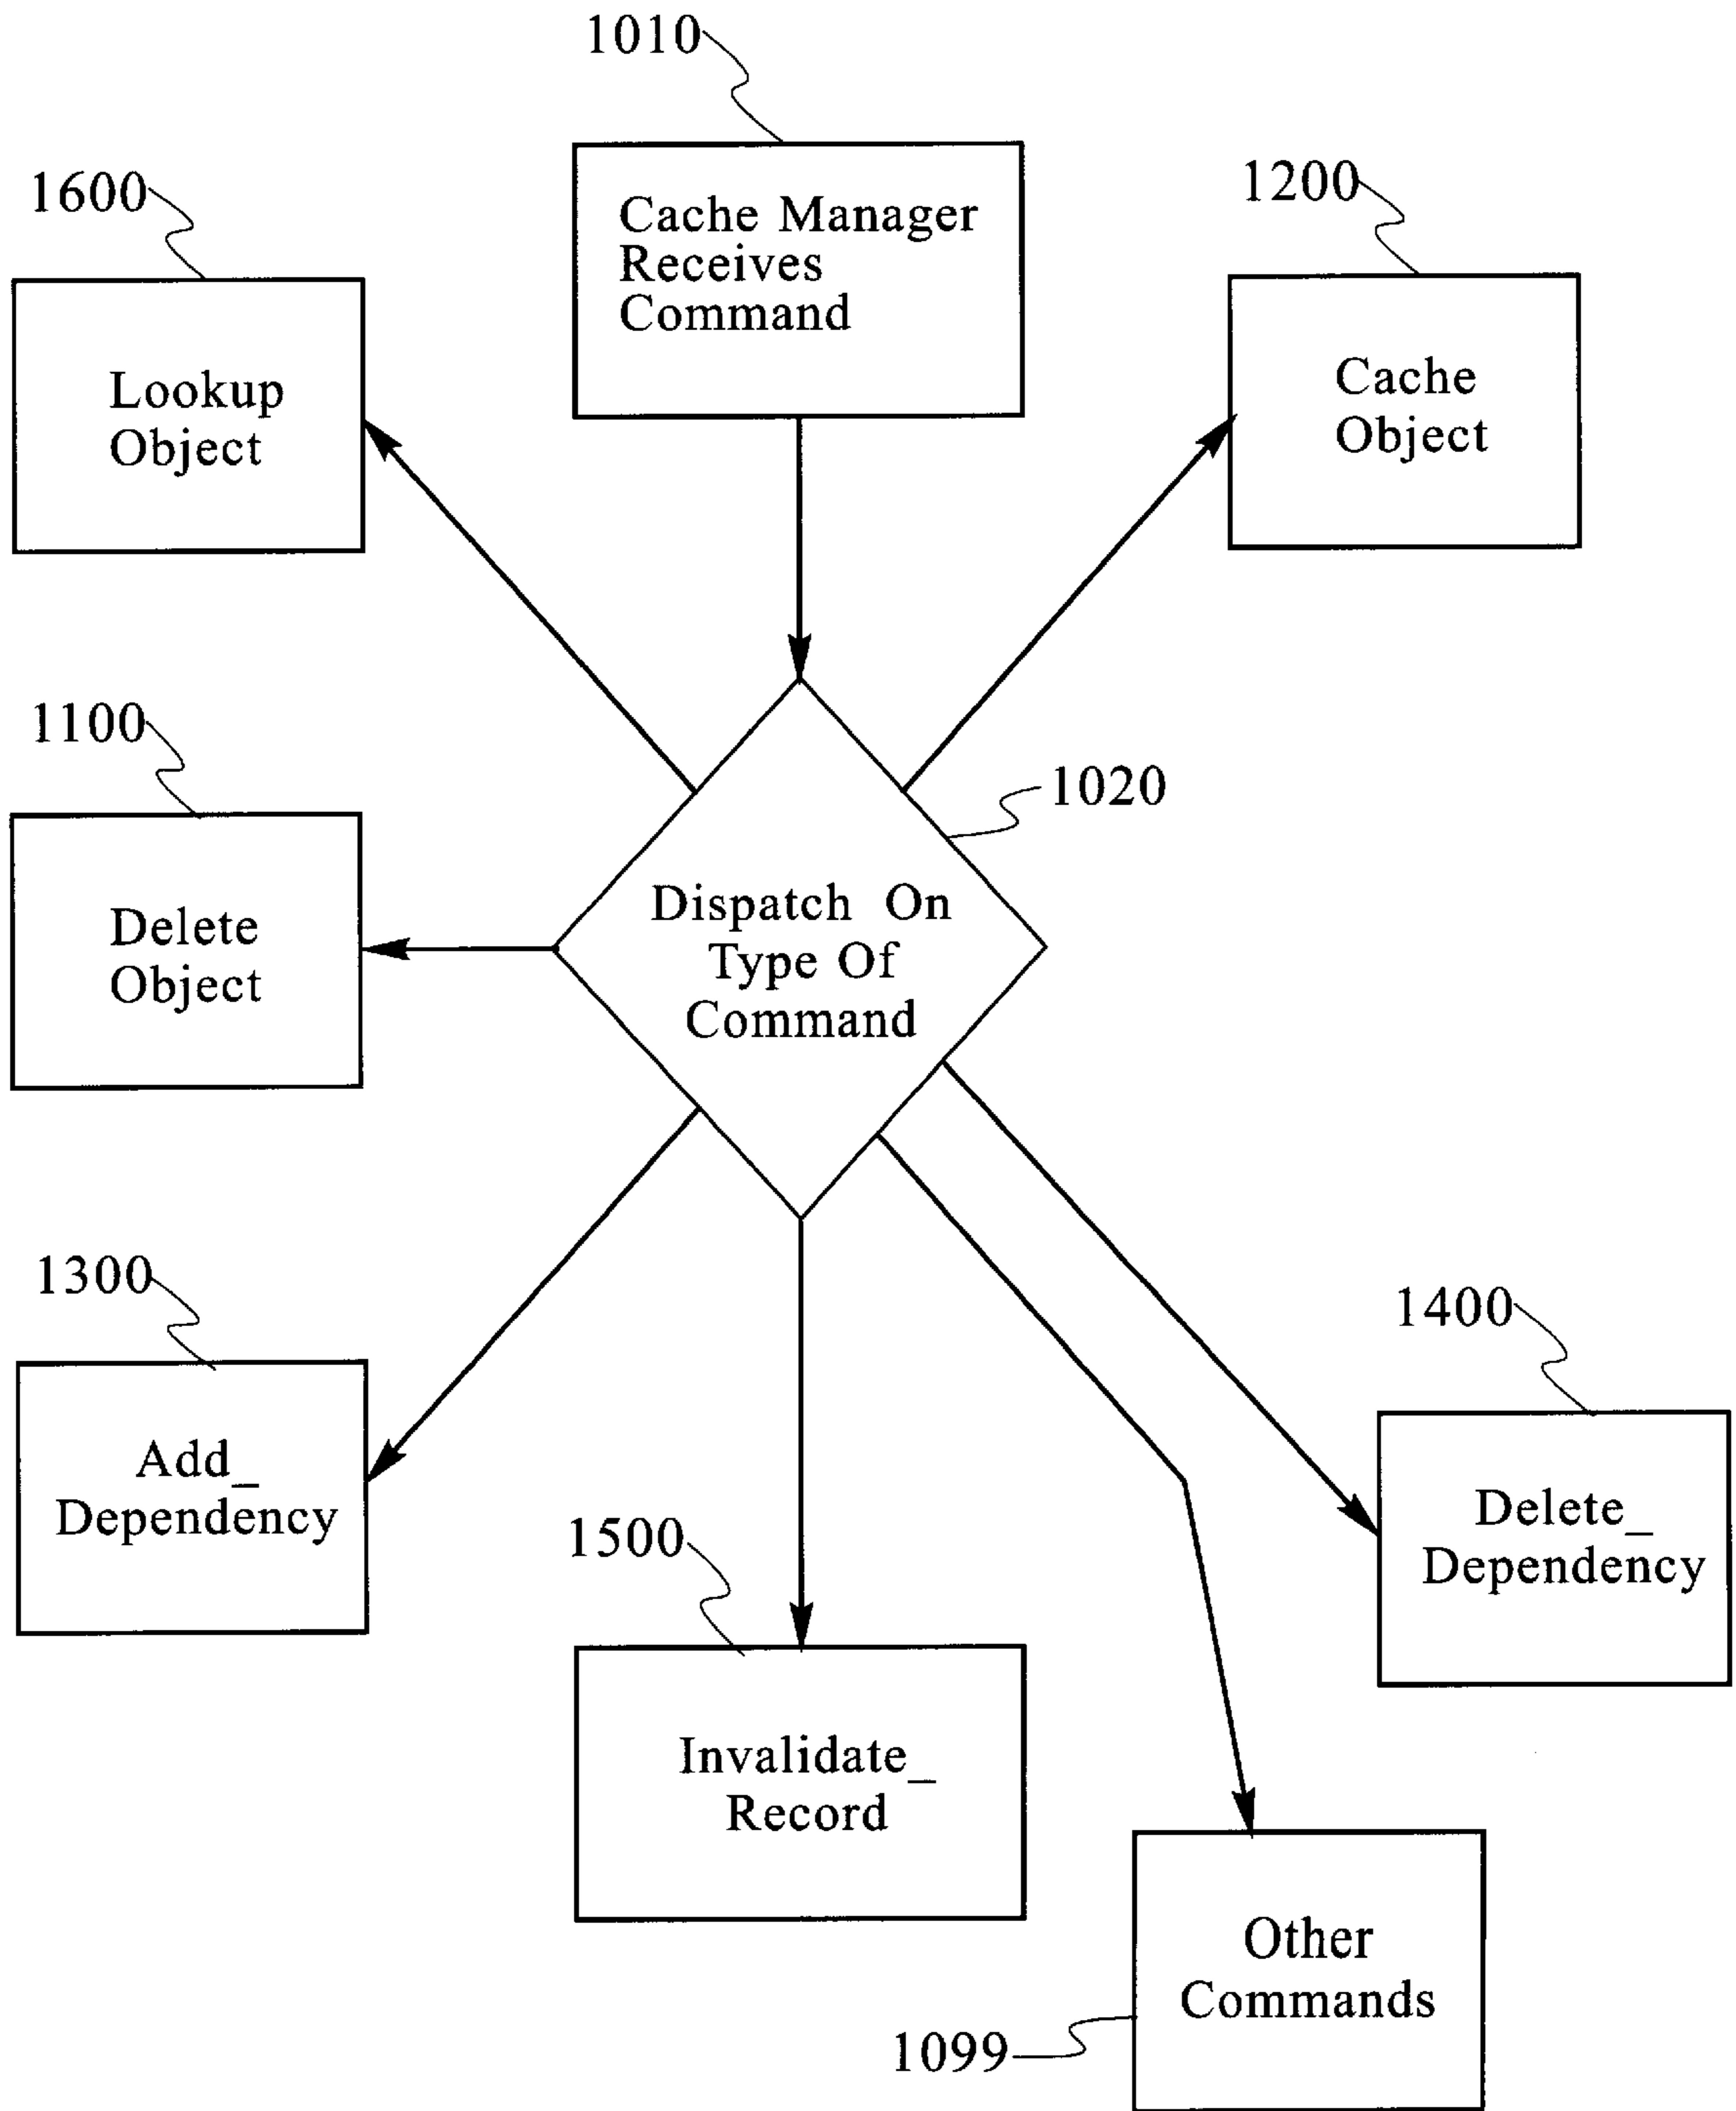 1010
1600
1200
Cache Manager
Receives
Command
Lookup
Object
Cache
Object
1100
1020
Delete
Object
Dispatch On
Type Of
Command
1300
1400
Add_
Dependency
1500
Delete_
Dependency
Invalidate_
Record
Other
Commands
1099